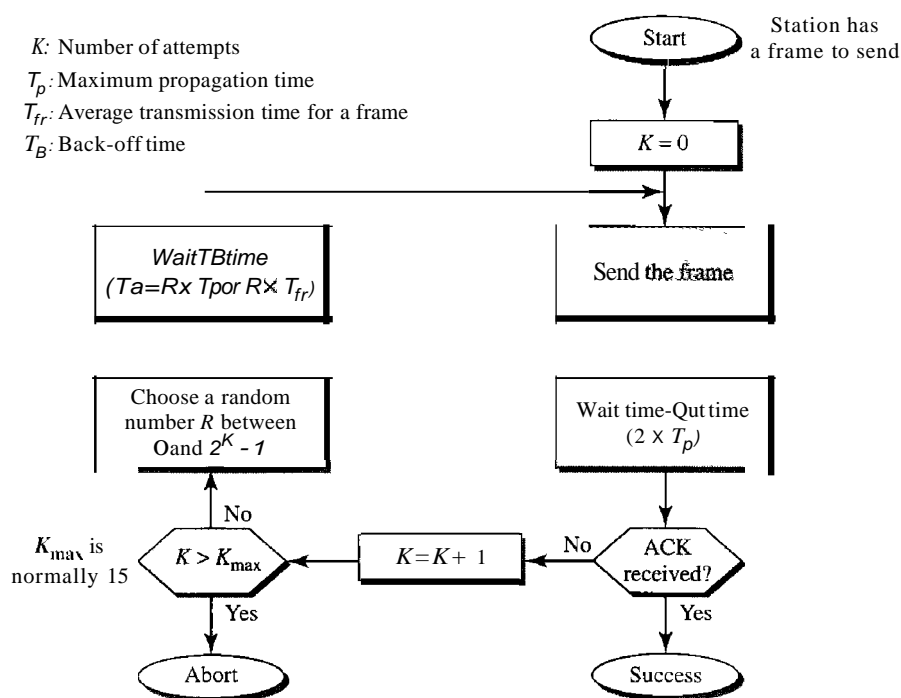 K: Number of attempts
Tp: Maximum propagation time
Tfr: Average transmission time for a frame
TB: Back-off time
Start
Station has
a frame to send
K = 0
WaitTBtime
(Ta=Rx Tpor R× Tfr)
Send the frame
Choose a random
number R between
0and 2^K - 1
Wait time-Qut time
(2 × Tp)
No
Kmax is
normally 15
K > Kmax
K = K + 1
No
ACK
received?
Yes
Yes
Abort
Success